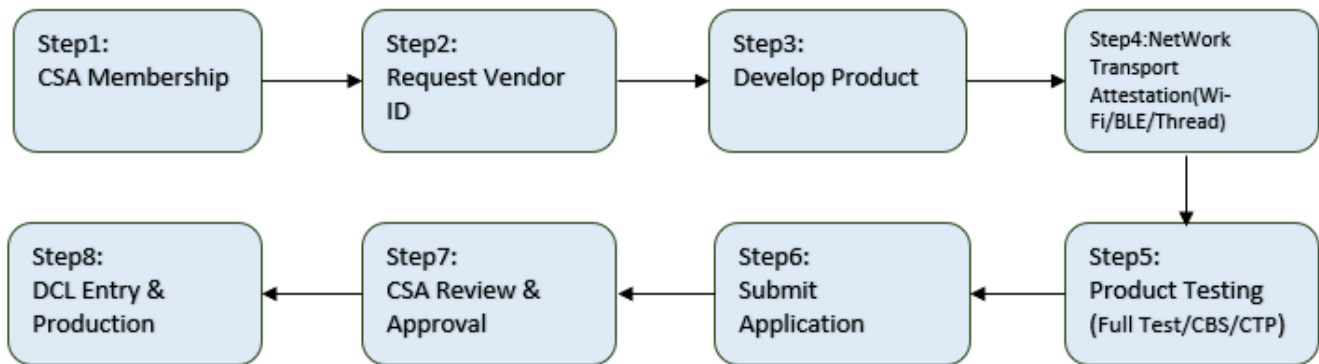 Step1:
CSA Membership
Step2:
Request Vendor
ID
Step3:
Develop Product
Step4:NetWork
Transport
Attestation(Wi-
Fi/BLE/Thread)
Step5:
Product Testing
(Full Test/CBS/CTP)
Step6:
Submit
Application
Step7:
CSA Review &
Approval
Step8:
DCL Entry &
Production